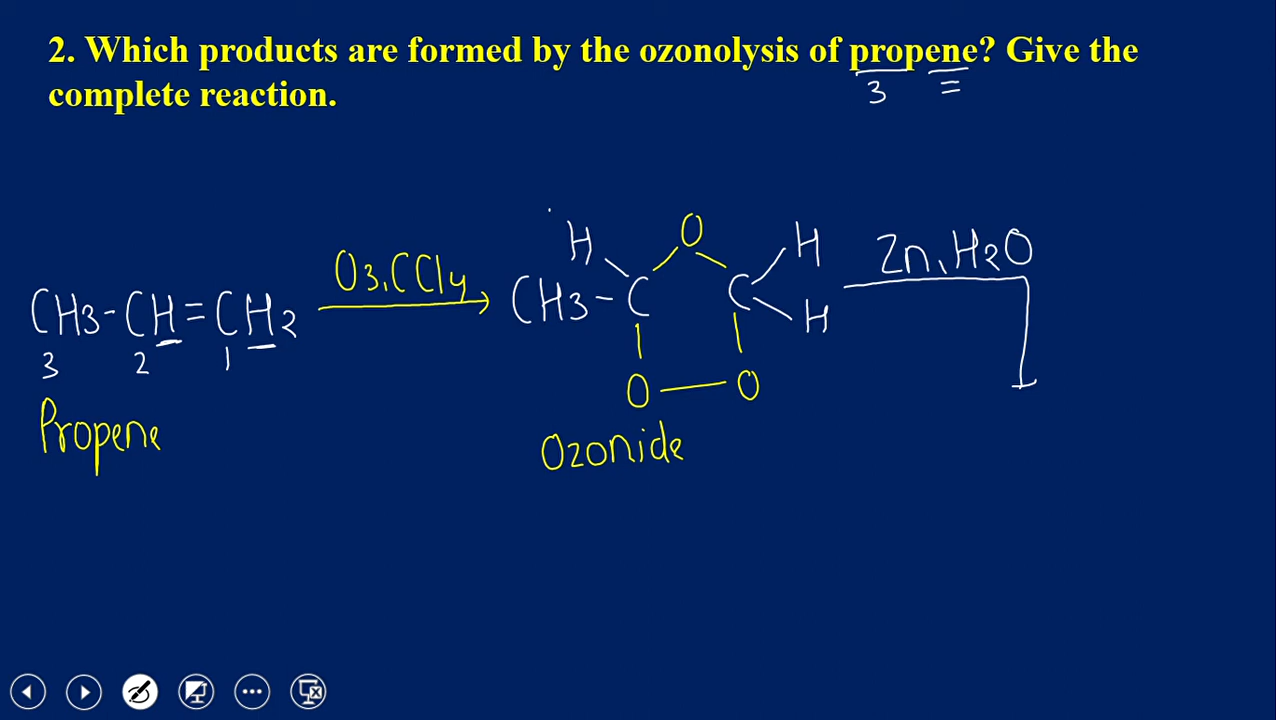 2. Which products are formed by the ozonolysis of propene? Give the
complete reaction.
3 =
H O H Zn, H2O
O3, CCl4
CH3-CH=CH2 CH3-C C
H
3 2 1
O O
Propene
Ozonide